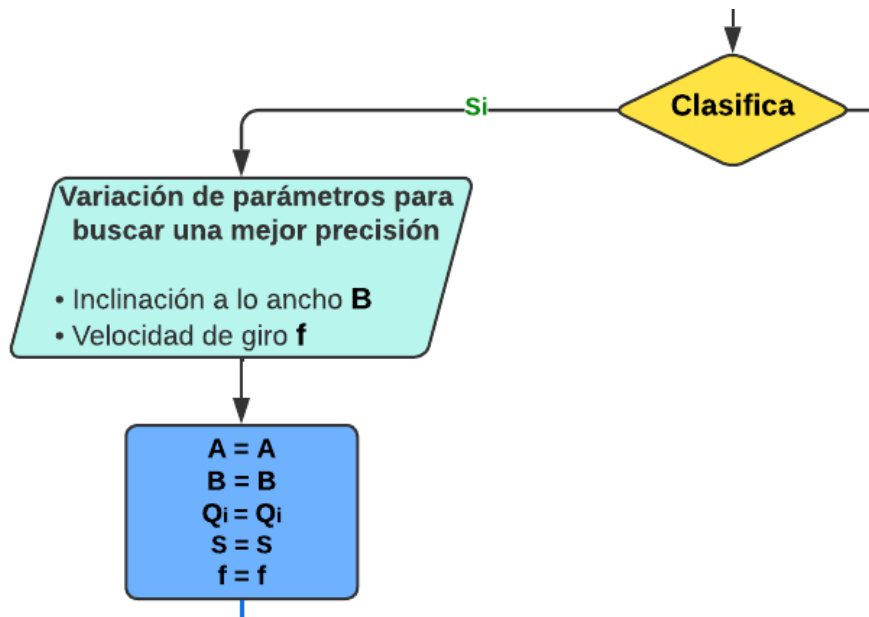 Clasifica
Si
Variación de parámetros para
buscar una mejor precisión
• Inclinación a lo ancho B
• Velocidad de giro f
A = A
B = B
Qi = Qi
S = S
f = f